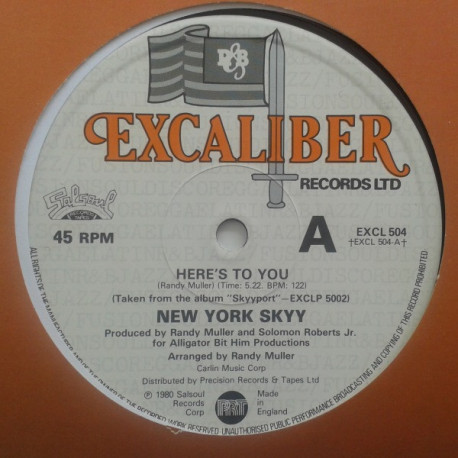 R&B
EXCALIBER
RECORDS LTD
Salsoul
45 RPM
A
EXCL 504
†EXCL 504-A†
HERE'S TO YOU
(Randy Muller) (Time: 5.22. BPM: 122)
(Taken from the album "Skyyport"—EXCLP 5002)
NEW YORK SKYY
Produced by Randy Muller and Solomon Roberts Jr.
for Alligator Bit Him Productions
Arranged by Randy Muller
Carlin Music Corp
Distributed by Precision Records & Tapes Ltd
℗ 1980 Salsoul
Records
Corp
PRT
Made in
England
ALL RIGHTS OF THE MANUFACTURER AND OF THE OWNER OF THE RECORDED WORK RESERVED. UNAUTHORISED PUBLIC PERFORMANCE BROADCASTING AND COPYING OF THIS RECORD PROHIBITED